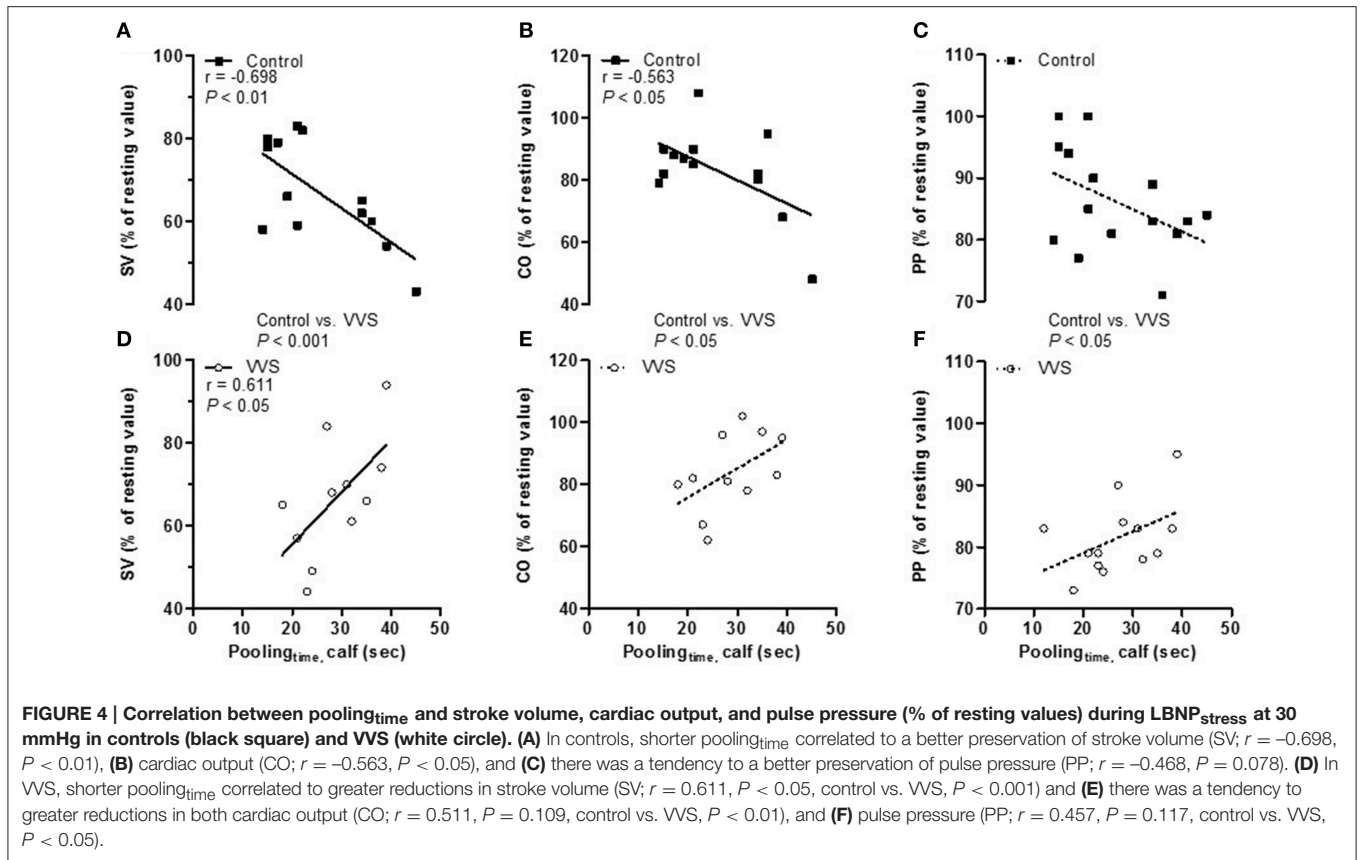 A
B
C
100
80
60
40
SV (% of resting value)
Control
r = -0.698
P < 0.01
120
100
80
60
40
CO (% of resting value)
Control
r = -0.563
P < 0.05
110
100
90
80
70
PP (% of resting value)
Control
Control vs. VVS
P < 0.001
Control vs. VVS
P < 0.05
Control vs. VVS
P < 0.05
D
E
F
100
80
60
40
SV (% of resting value)
VVS
r = 0.611
P < 0.05
0 10 20 30 40 50
Poolingtime, calf (sec)
120
100
80
60
40
CO (% of resting value)
VVS
0 10 20 30 40 50
Poolingtime, calf (sec)
110
100
90
80
70
PP (% of resting value)
VVS
0 10 20 30 40 50
Poolingtime, calf (sec)
FIGURE 4 | Correlation between poolingtime and stroke volume, cardiac output, and pulse pressure (% of resting values) during LBNPstress at 30
mmHg in controls (black square) and VVS (white circle). (A) In controls, shorter poolingtime correlated to a better preservation of stroke volume (SV; r = –0.698,
P < 0.01), (B) cardiac output (CO; r = –0.563, P < 0.05), and (C) there was a tendency to a better preservation of pulse pressure (PP; r = –0.468, P = 0.078). (D) In
VVS, shorter poolingtime correlated to greater reductions in stroke volume (SV; r = 0.611, P < 0.05, control vs. VVS, P < 0.001) and (E) there was a tendency to
greater reductions in both cardiac output (CO; r = 0.511, P = 0.109, control vs. VVS, P < 0.01), and (F) pulse pressure (PP; r = 0.457, P = 0.117, control vs. VVS,
P < 0.05).